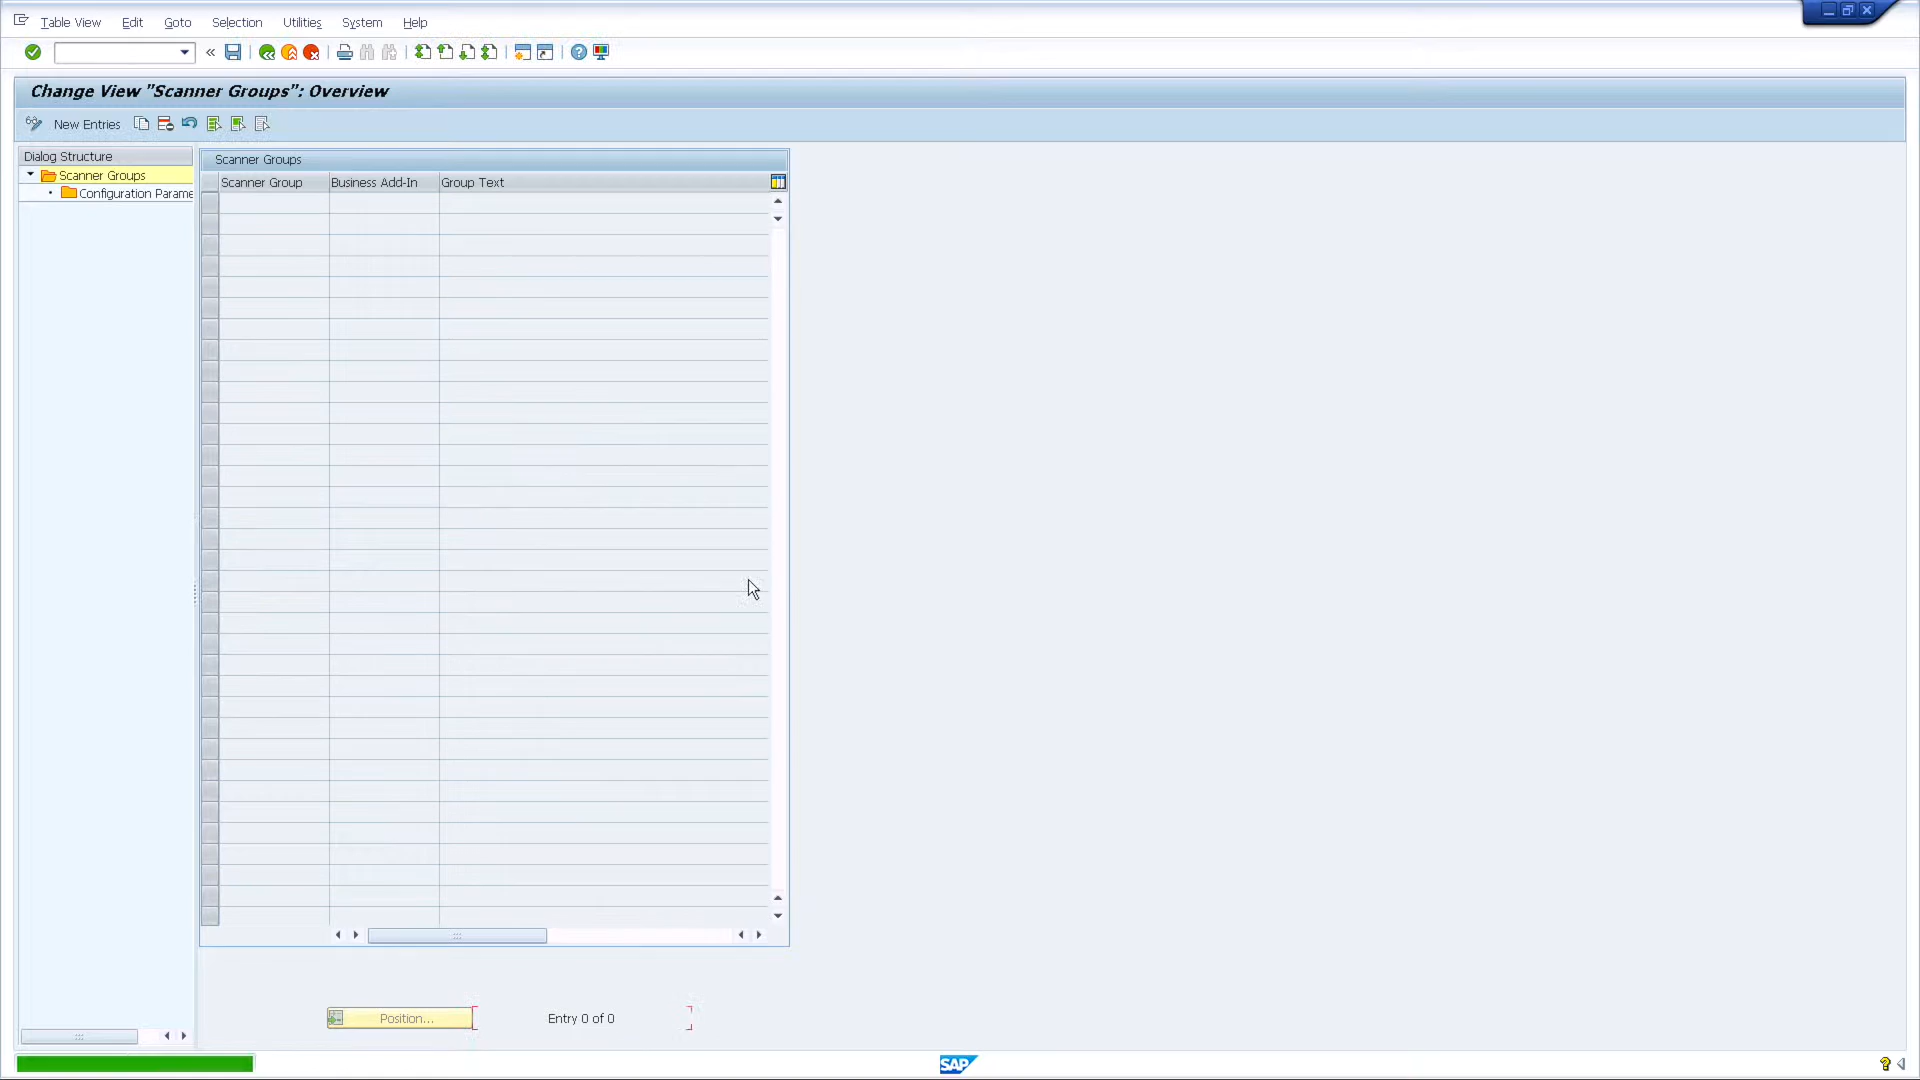 Table View Edit Goto Selection Utilities System Help
Change View "Scanner Groups": Overview
New Entries
Dialog Structure
Scanner Groups
Configuration Parame
Scanner Groups
Scanner Group Business Add-In Group Text
Position... Entry 0 of 0
SAP